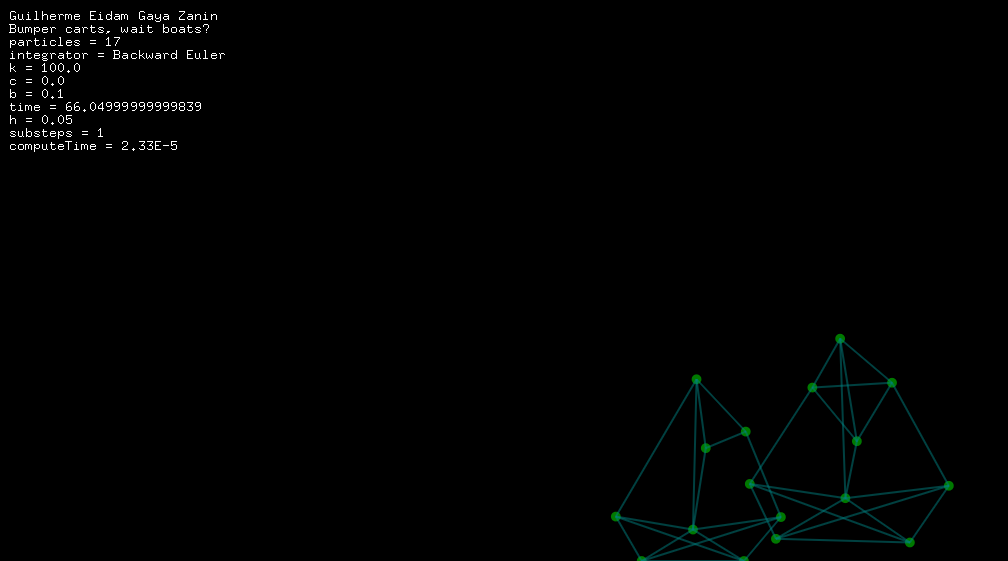 Guilherme Eidam Gaya Zanin
Bumper carts, wait boats?
particles = 17
integrator = Backward Euler
k = 100.0
c = 0.0
b = 0.1
time = 66.04999999999839
h = 0.05
substeps = 1
computeTime = 2.33E-5